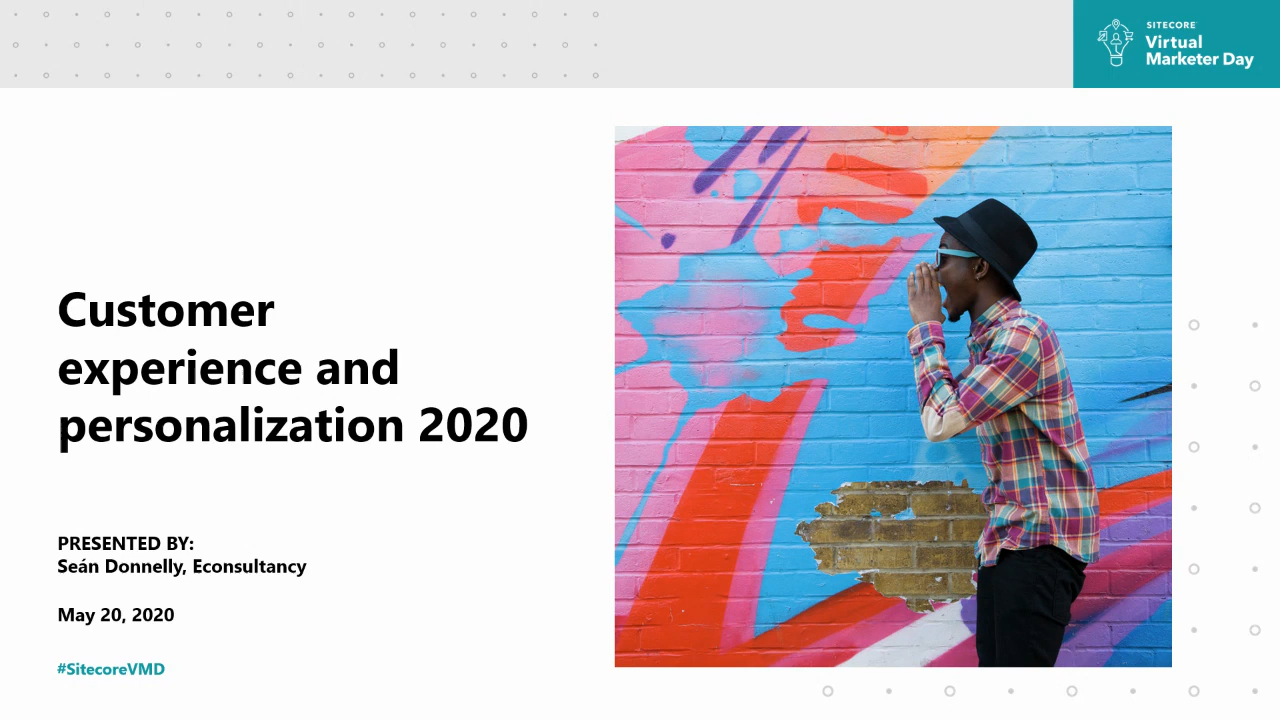 SITECORE
Virtual
Marketer Day
Customer
experience and
personalization 2020
PRESENTED BY:
Seán Donnelly, Econsultancy
May 20, 2020
#SitecoreVMD